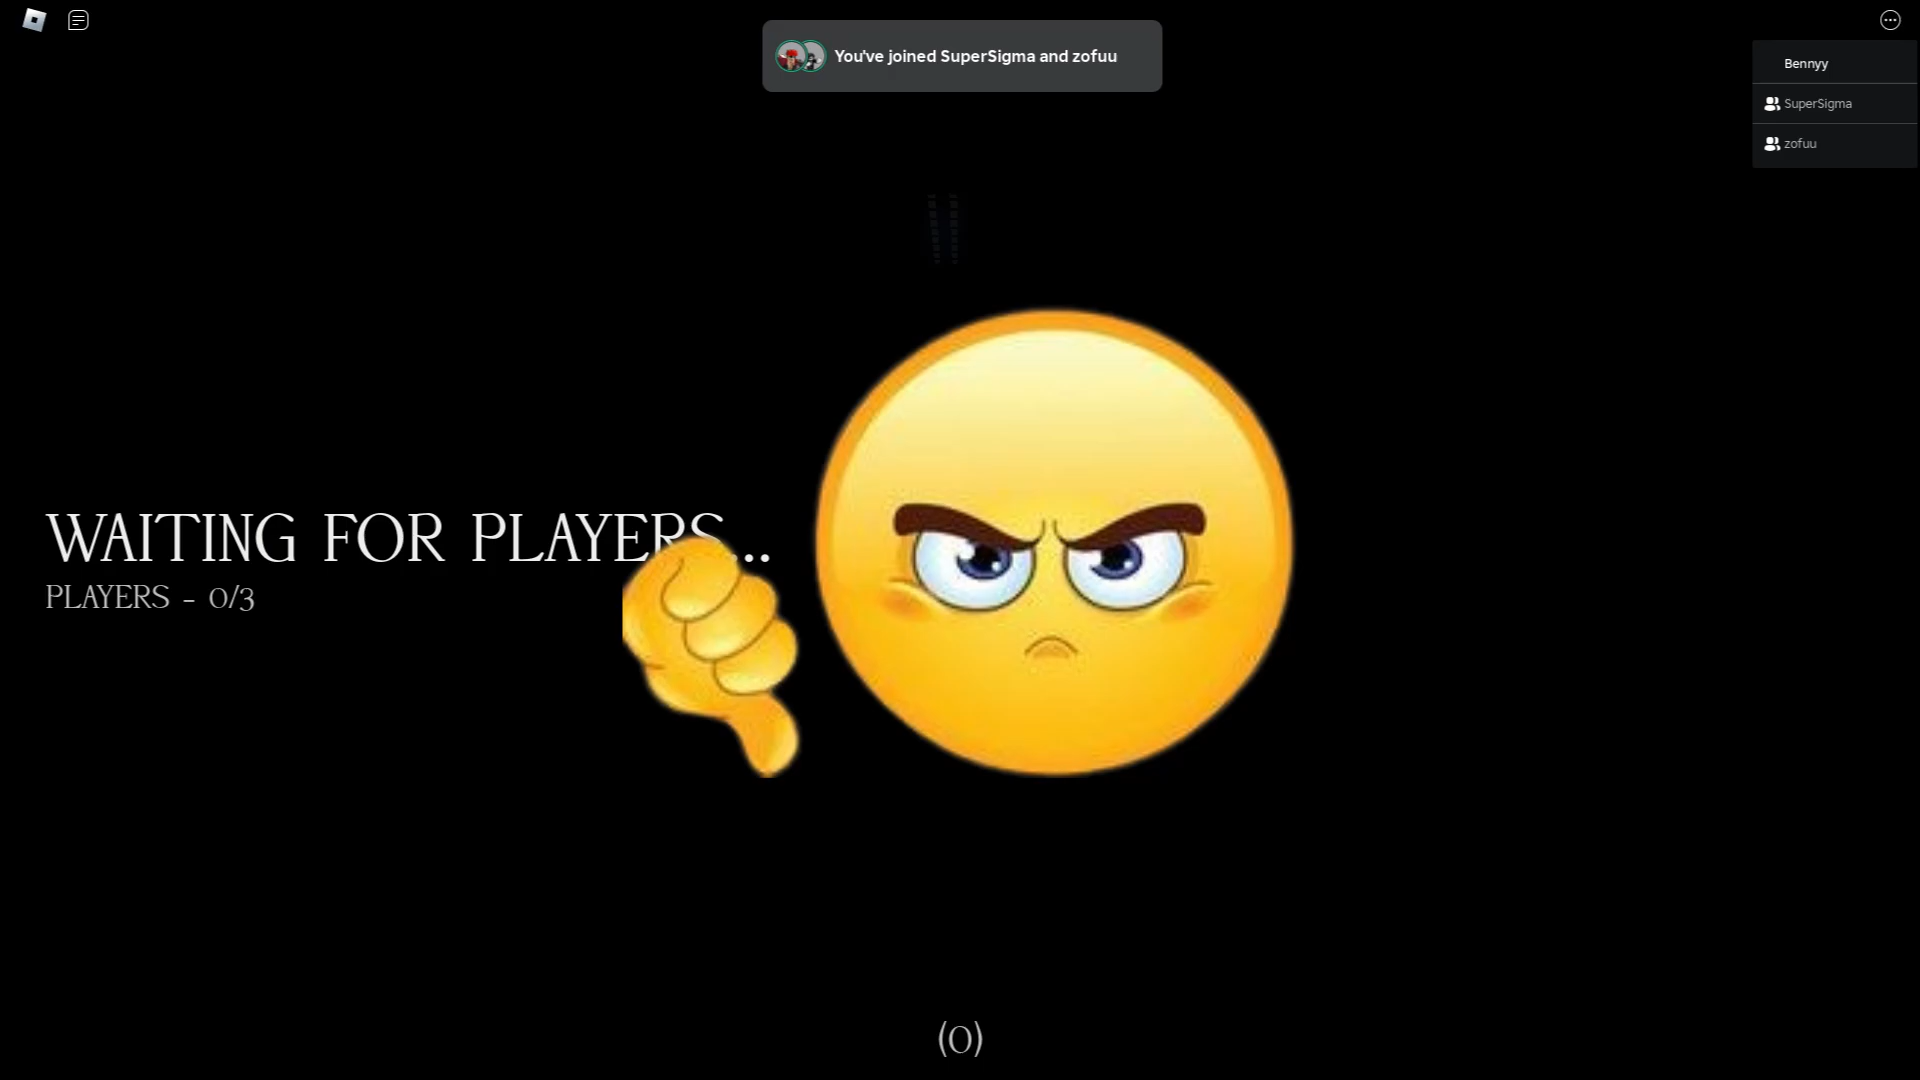 You've joined SuperSigma and zofuu
Bennyy
SuperSigma
zofuu
WAITING FOR PLAYERS...
PLAYERS - 0/3
(0)